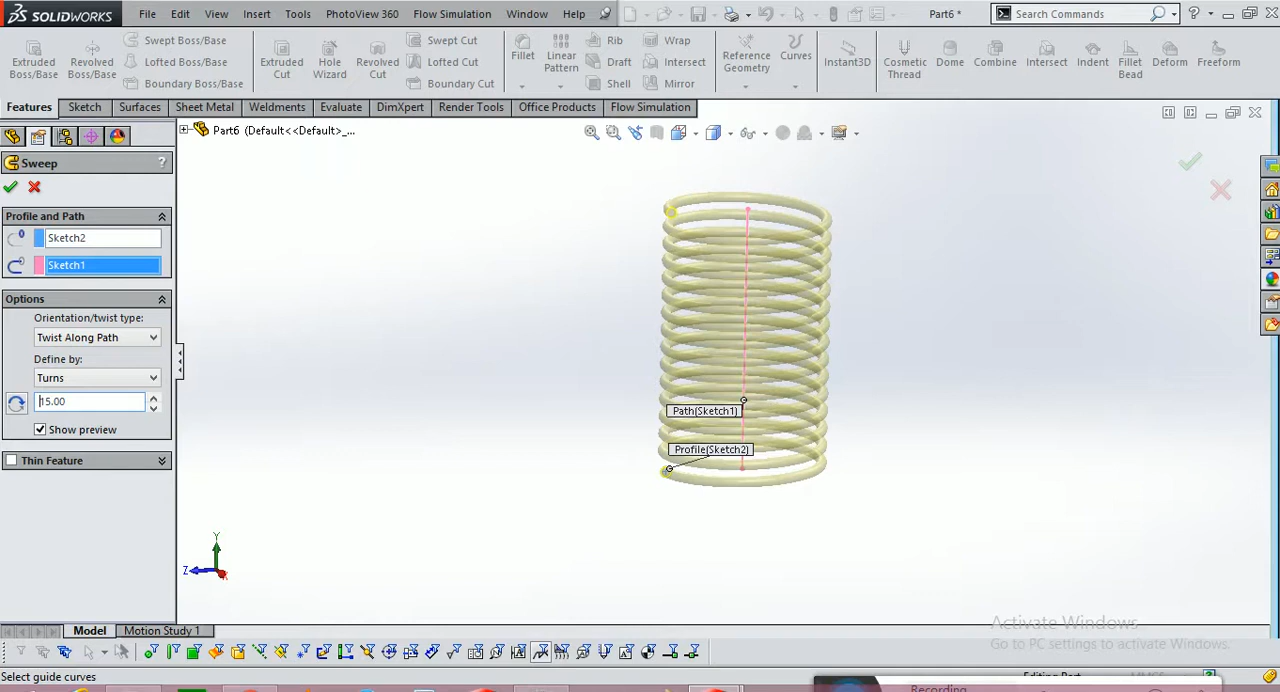 SOLIDWORKS File Edit View Insert Tools PhotoView 360 Flow Simulation Window Help Part6 * Search Commands ?
Extruded Boss/Base
Revolved Boss/Base
Swept Boss/Base
Lofted Boss/Base
Boundary Boss/Base
Extruded Cut
Hole Wizard
Revolved Cut
Swept Cut
Lofted Cut
Boundary Cut
Fillet
Linear Pattern
Rib
Draft
Shell
Wrap
Intersect
Mirror
Reference Geometry
Curves
Instant3D
Cosmetic Thread
Dome
Combine
Intersect
Indent
Fillet Bead
Deform
Freeform
Features Sketch Surfaces Sheet Metal Weldments Evaluate DimXpert Render Tools Office Products Flow Simulation
Part6 (Default<<Default>_...
Sweep ?
Profile and Path
Sketch2
Sketch1
Options
Orientation/twist type:
Twist Along Path
Define by:
Turns
15.00
Show preview
Thin Feature
Path(Sketch1)
Profile(Sketch2)
Y
Z
Activate Windows
Go to PC settings to activate Windows.
Model Motion Study 1
Select guide curves
Recording